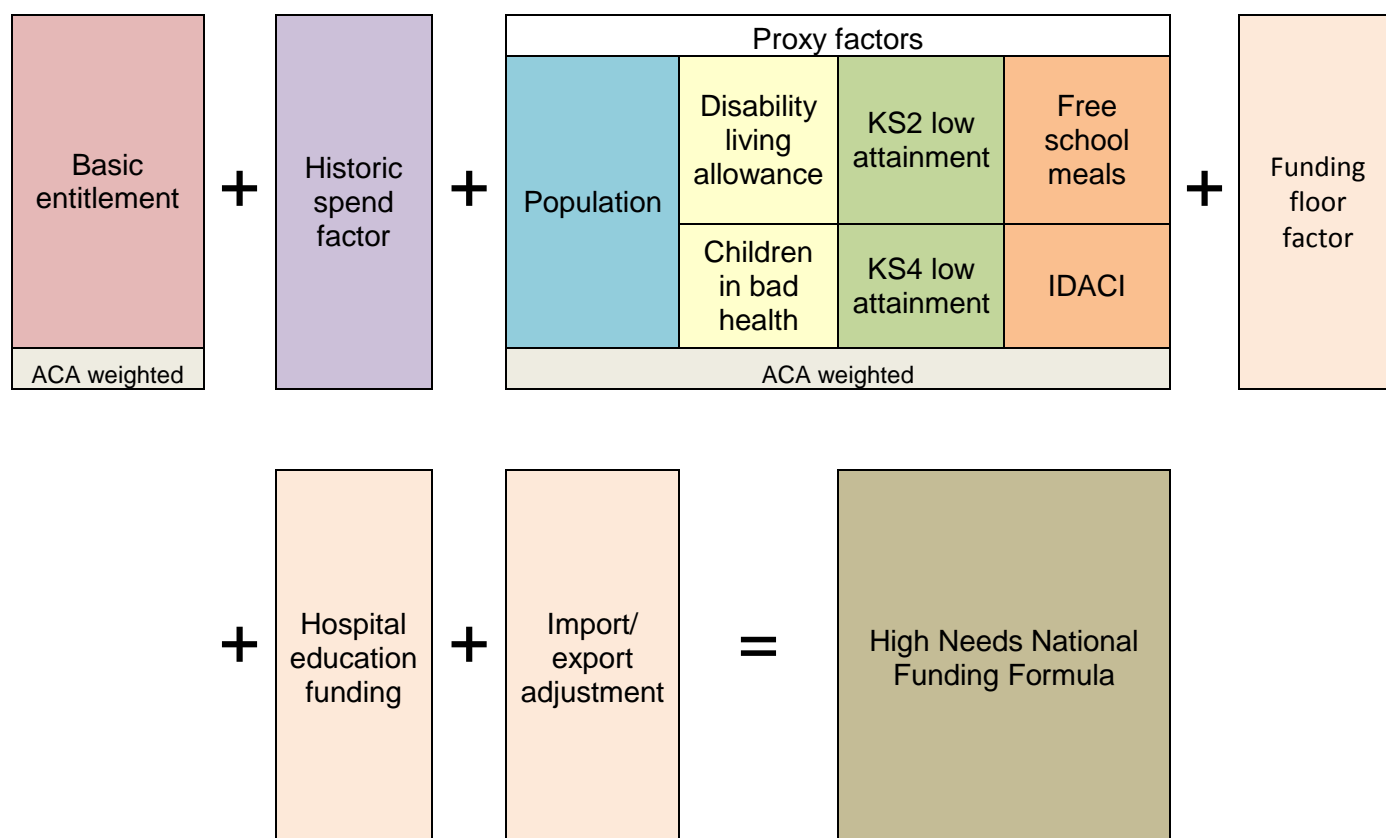 Basic
entitlement
ACA weighted
+
Historic
spend
factor
+
Proxy factors
Population
Disability
living
allowance
Children
in bad
health
KS2 low
attainment
KS4 low
attainment
Free
school
meals
IDACI
ACA weighted
+
Funding
floor
factor
+
Hospital
education
funding
+
Import/
export
adjustment
=
High Needs National
Funding Formula